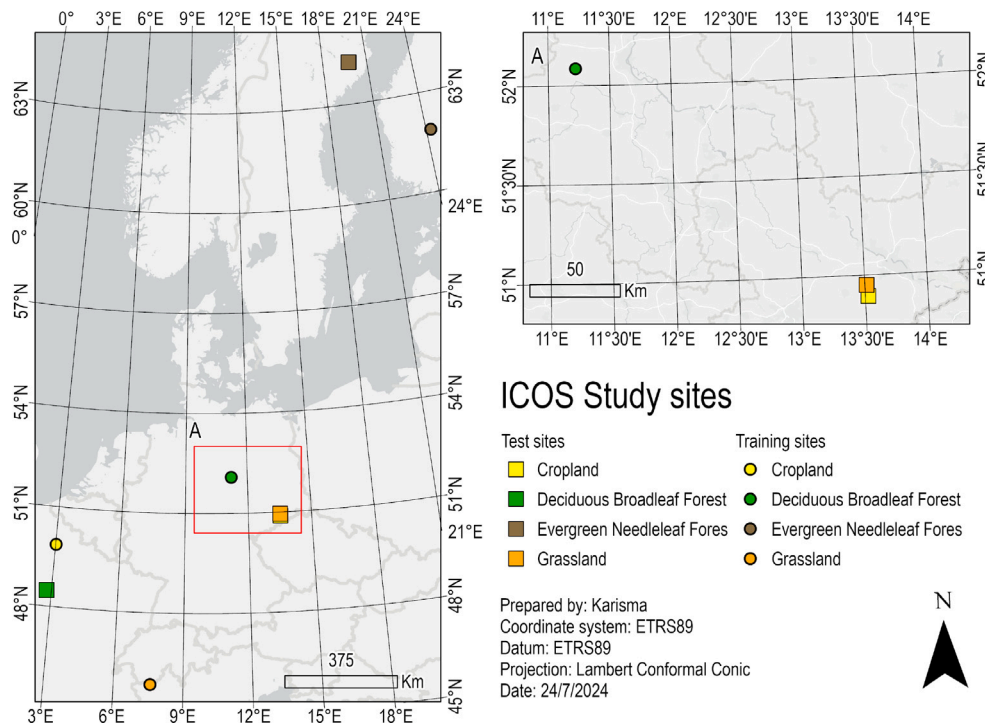 0° 3°E 6°E 9°E 12°E 15°E 18°E 21°E 24°E
63°N 63°N
60°N 24°E
0°
57°N 57°N
54°N 54°N
A
51°N 51°N
21°E
48°N 48°N
375
Km
45°N
3°E 6°E 9°E 12°E 15°E 18°E
11°E 11°30'E 12°E 12°30'E 13°E 13°30'E 14°E
A
52°N 52°N
51°30'N 51°30'N
51°N 51°N
50
Km
11°E 11°30'E 12°E 12°30'E 13°E 13°30'E 14°E
ICOS Study sites
Test sites Training sites
Cropland Cropland
Deciduous Broadleaf Forest Deciduous Broadleaf Forest
Evergreen Needleleaf Fores Evergreen Needleleaf Fores
Grassland Grassland
Prepared by: Karisma
Coordinate system: ETRS89
Datum: ETRS89
Projection: Lambert Conformal Conic
Date: 24/7/2024
N